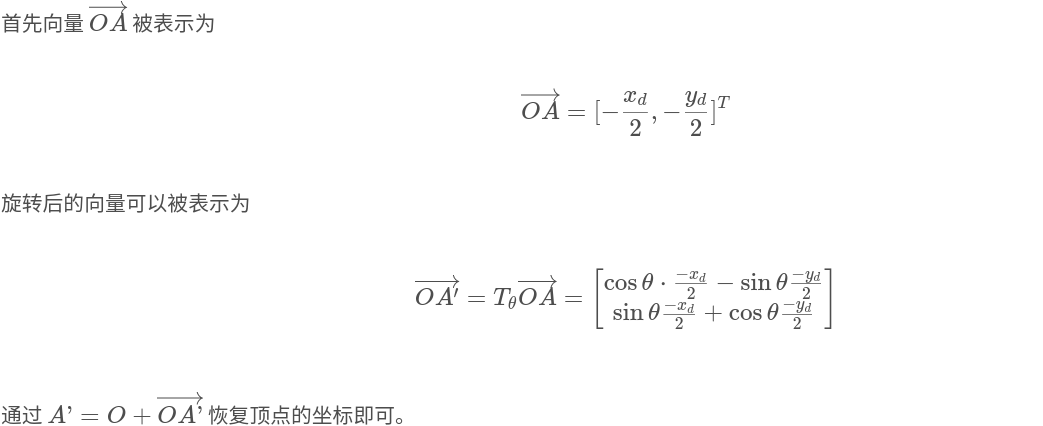 首先向量 $\overrightarrow{OA}$ 被表示为
$$\overrightarrow{OA} = [-\frac{x_d}{2}, -\frac{y_d}{2}]^T$$
旋转后的向量可以被表示为
$$\overrightarrow{OA'} = T_\theta \overrightarrow{OA} = \begin{bmatrix} \cos\theta \cdot \frac{-x_d}{2} - \sin\theta \frac{-y_d}{2} \\ \sin\theta \frac{-x_d}{2} + \cos\theta \frac{-y_d}{2} \end{bmatrix}$$
通过 $A’ = O + \overrightarrow{OA’}$ 恢复顶点的坐标即可。